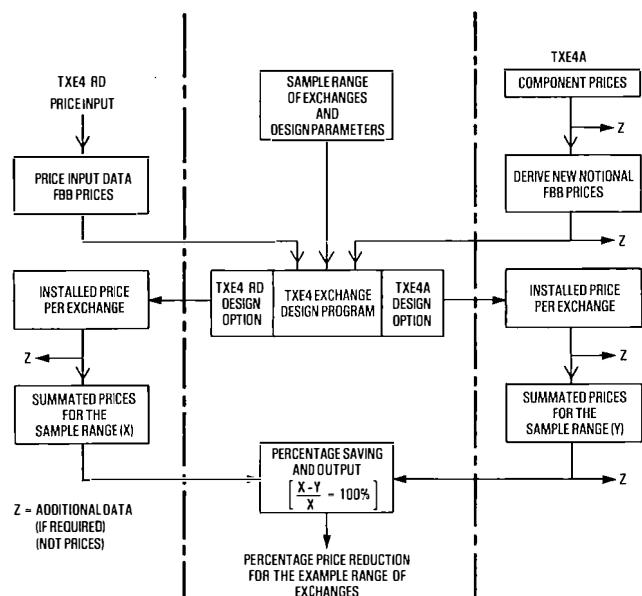 TXE4 RD
PRICE INPUT
PRICE INPUT DATA
FBB PRICES
INSTALLED PRICE
PER EXCHANGE
Z
SUMMATED PRICES
FOR THE
SAMPLE RANGE (X)
Z = ADDITIONAL DATA
(IF REQUIRED)
(NOT PRICES)
SAMPLE RANGE
OF EXCHANGES
AND
DESIGN PARAMETERS
TXE4 RD
DESIGN
OPTION
TXE4 EXCHANGE
DESIGN PROGRAM
TXE4A
DESIGN
OPTION
PERCENTAGE SAVING
AND OUTPUT
[X - Y / X = 100%]
PERCENTAGE PRICE REDUCTION
FOR THE EXAMPLE RANGE OF
EXCHANGES
TXE4A
COMPONENT PRICES
Z
DERIVE NEW NOTIONAL
FBB PRICES
Z
INSTALLED PRICE
PER EXCHANGE
Z
SUMMATED PRICES
FOR THE
SAMPLE RANGE (Y)
Z